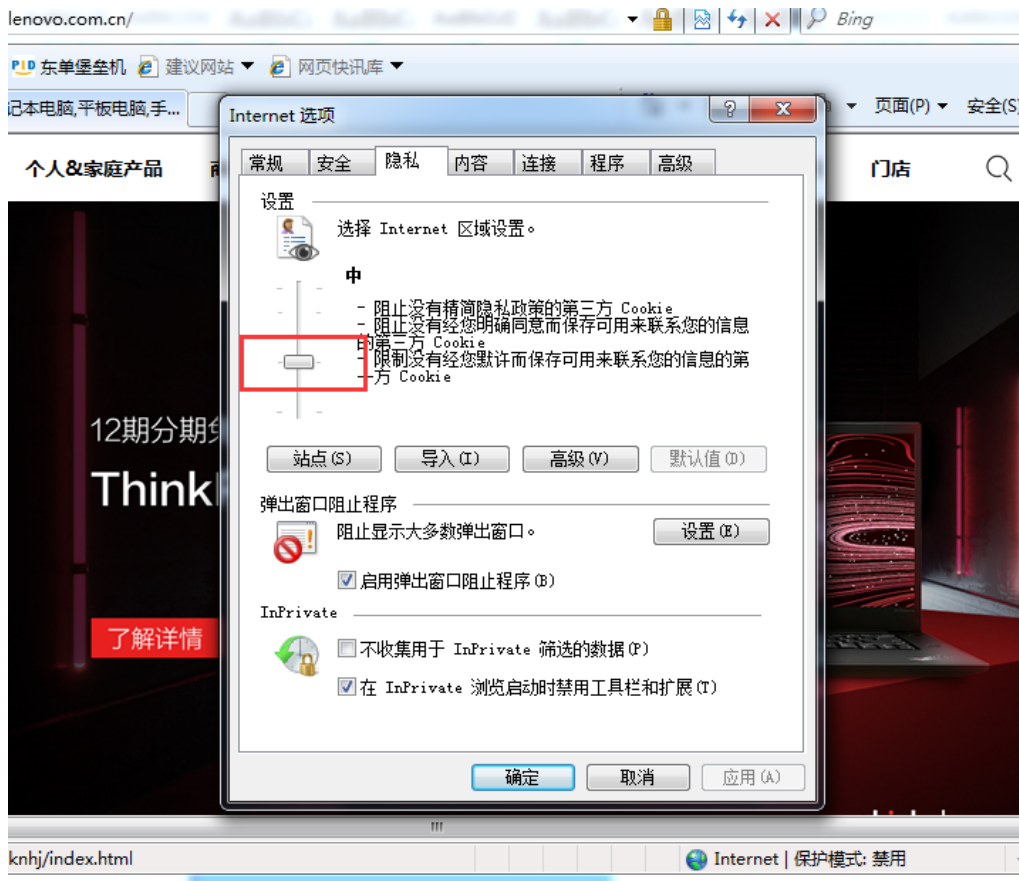 lenovo.com.cn/
Bing
PLD 东单堡垒机 建议网站 网页快讯库
记本电脑,平板电脑,手...
页面(P) 安全(S)
个人&家庭产品
门店
12期分期
Think
了解详情
Internet 选项
常规 安全 隐私 内容 连接 程序 高级
设置
选择 Internet 区域设置。
中
- 阻止没有精简隐私政策的第三方 Cookie
- 阻止没有经您明确同意而保存可用来联系您的信息
的第三方 Cookie
- 限制没有经您默许而保存可用来联系您的信息的第
一方 Cookie
站点(S) 导入(I) 高级(V) 默认值(D)
弹出窗口阻止程序
阻止显示大多数弹出窗口。
设置(E)
启用弹出窗口阻止程序(B)
InPrivate
不收集用于 InPrivate 筛选的数据(P)
在 InPrivate 浏览启动时禁用工具栏和扩展(T)
确定 取消 应用(A)
knhj/index.html
Internet | 保护模式: 禁用